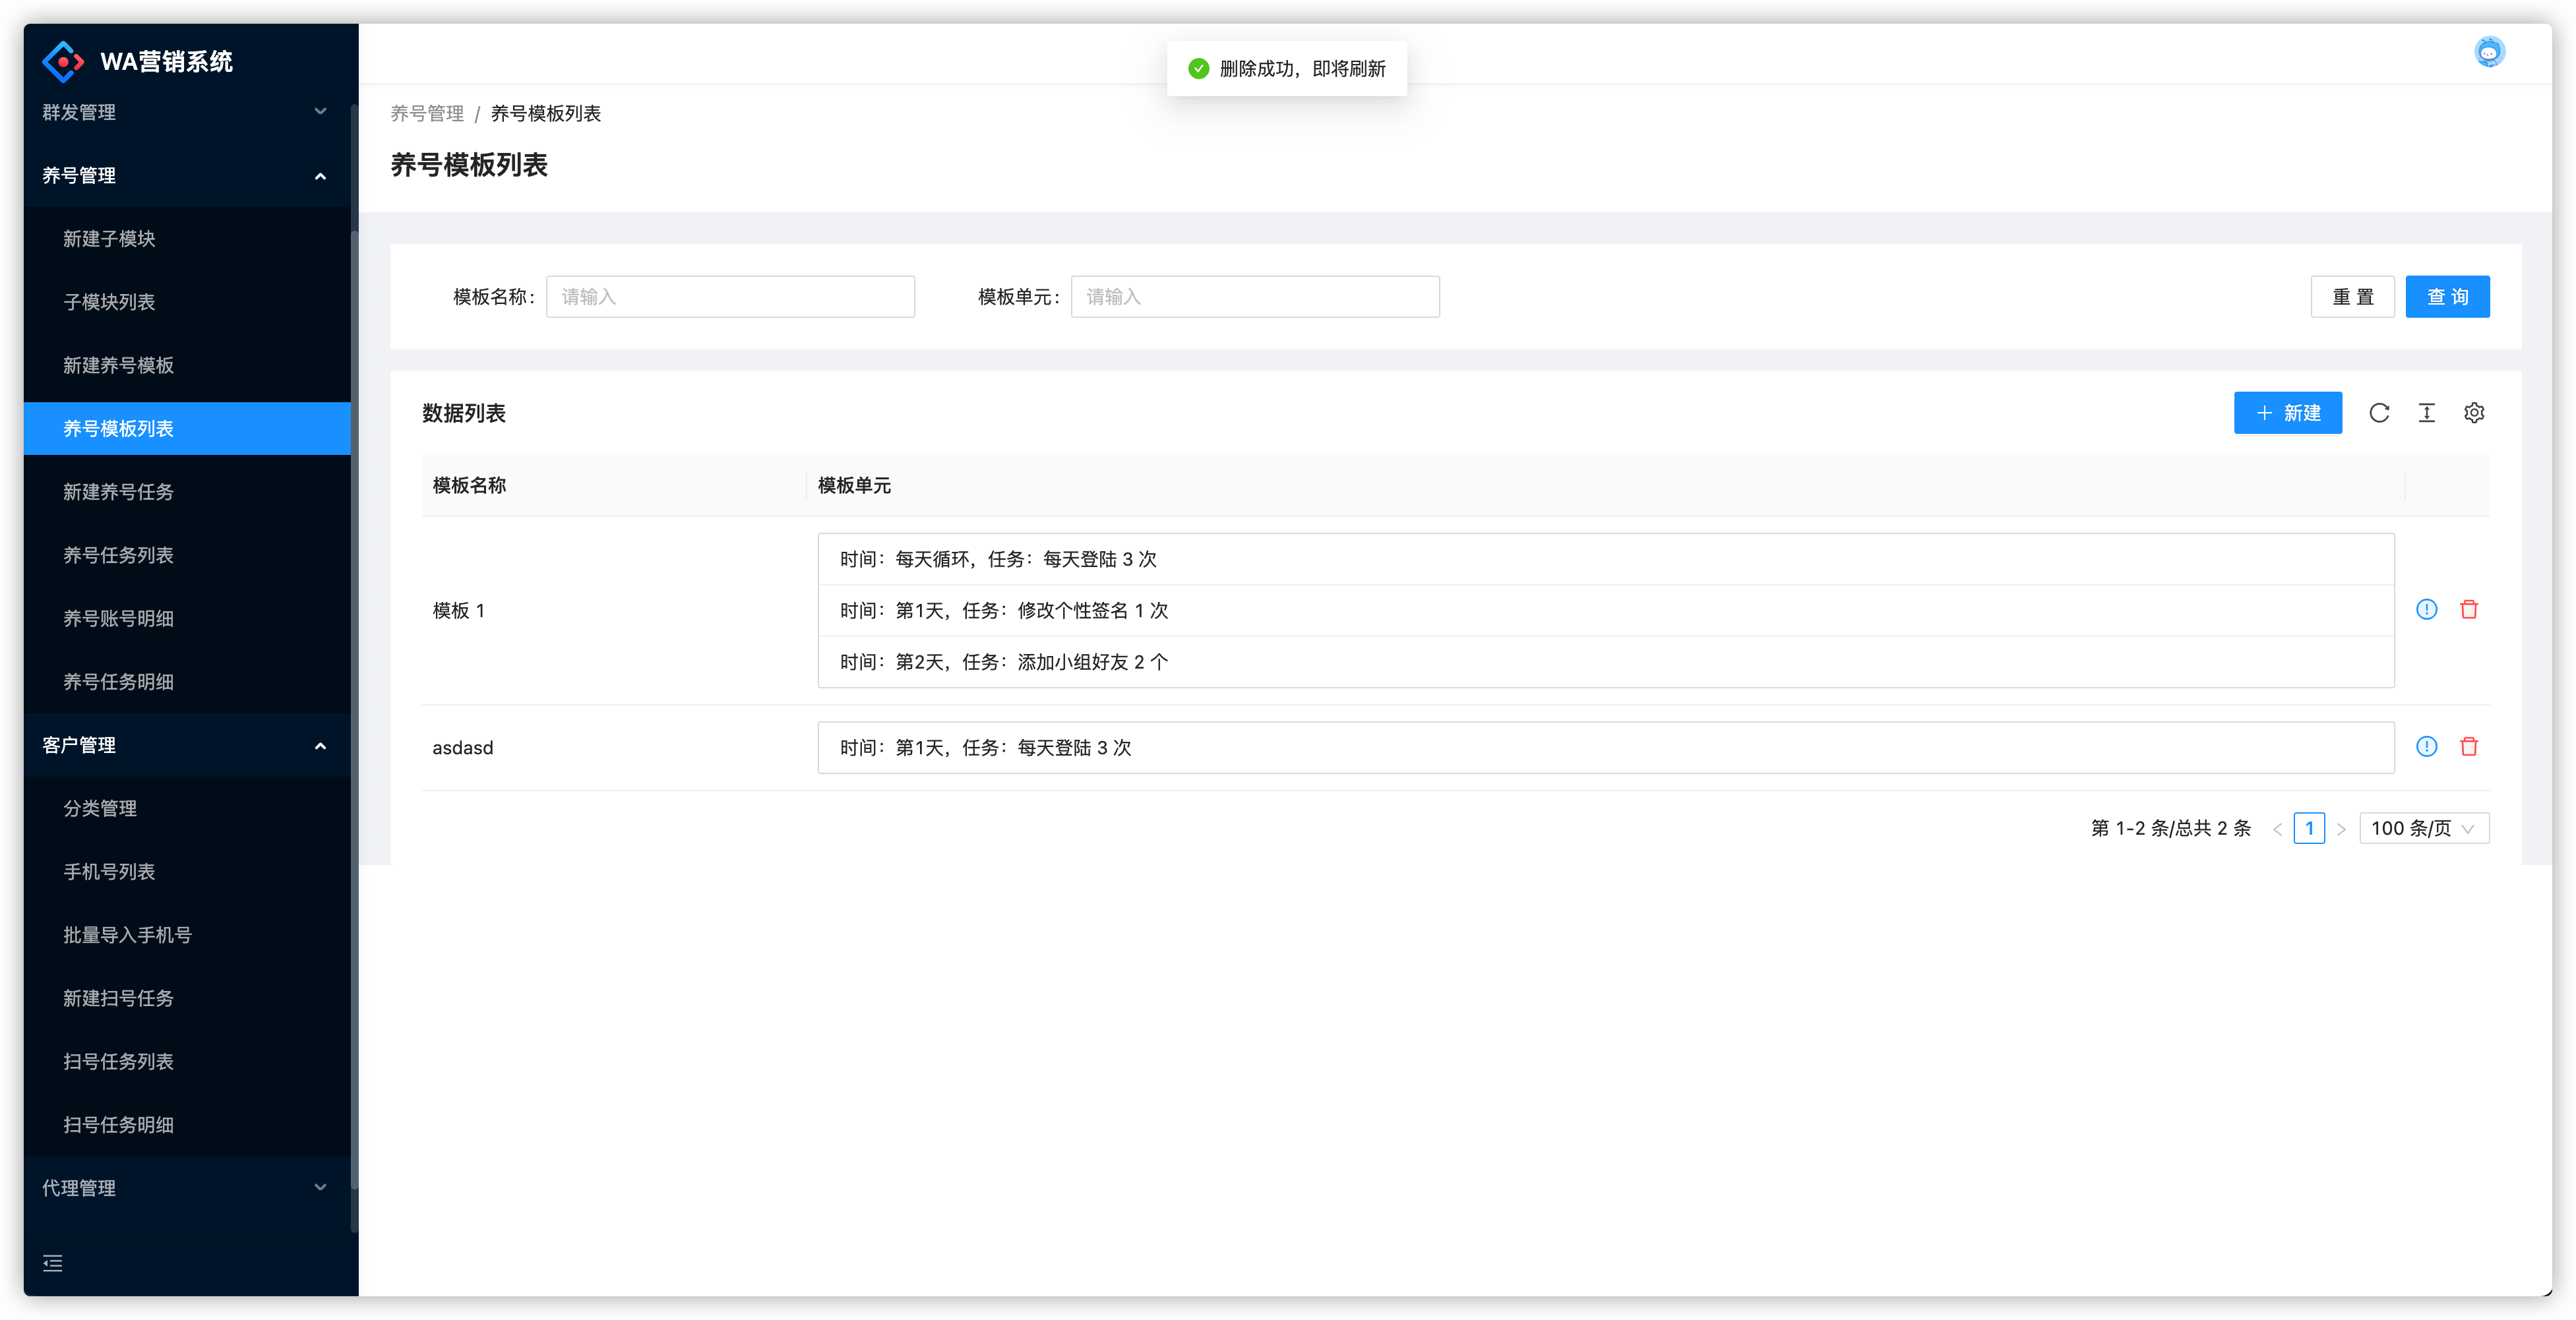 WA营销系统
群发管理
养号管理
新建子模块
子模块列表
新建养号模板
养号模板列表
新建养号任务
养号任务列表
养号账号明细
养号任务明细
客户管理
分类管理
手机号列表
批量导入手机号
新建扫号任务
扫号任务列表
扫号任务明细
代理管理
删除成功，即将刷新
养号管理 / 养号模板列表
养号模板列表
模板名称： 请输入 模板单元： 请输入 重 置 查 询
数据列表 新建
模板名称 模板单元
时间：每天循环，任务：每天登陆 3 次
模板 1 时间：第1天，任务：修改个性签名 1 次
时间：第2天，任务：添加小组好友 2 个
asdasd 时间：第1天，任务：每天登陆 3 次
第 1-2 条/总共 2 条 < 1 > 100 条/页